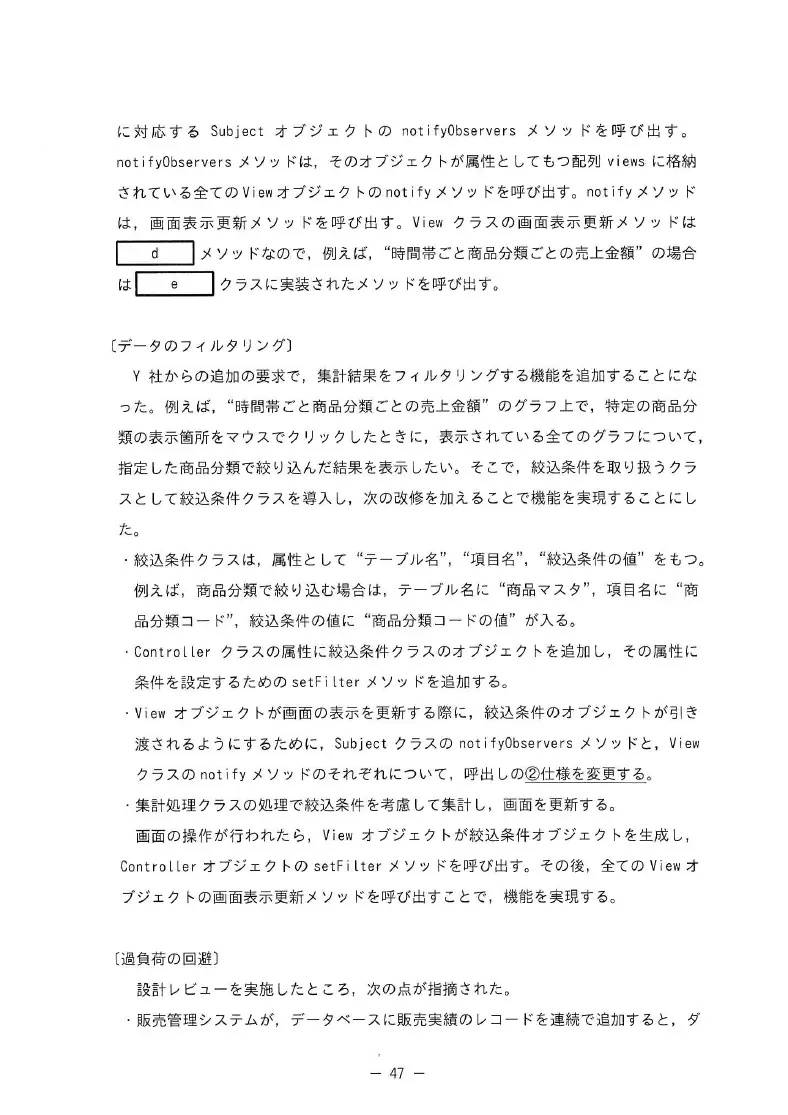 に対応する Subject オブジェクトの notifyObservers メソッドを呼び出す。
notifyObservers メソッドは，そのオブジェクトが属性としてもつ配列 views に格納
されている全ての View オブジェクトの notify メソッドを呼び出す。notify メソッド
は，画面表示更新メソッドを呼び出す。View クラスの画面表示更新メソッドは
d メソッドなので，例えば，“時間帯ごと商品分類ごとの売上金額” の場合
は e クラスに実装されたメソッドを呼び出す。
〔データのフィルタリング〕
Y 社からの追加の要求で，集計結果をフィルタリングする機能を追加することにな
った。例えば，“時間帯ごと商品分類ごとの売上金額” のグラフ上で，特定の商品分
類の表示箇所をマウスでクリックしたときに，表示されている全てのグラフについて，
指定した商品分類で絞り込んだ結果を表示したい。そこで，絞込条件を取り扱うクラ
スとして絞込条件クラスを導入し，次の改修を加えることで機能を実現することにし
た。
・絞込条件クラスは，属性として “テーブル名”，“項目名”，“絞込条件の値” をもつ。
例えば，商品分類で絞り込む場合は，テーブル名に “商品マスタ”，項目名に “商
品分類コード”，絞込条件の値に “商品分類コードの値” が入る。
・Controller クラスの属性に絞込条件クラスのオブジェクトを追加し，その属性に
条件を設定するための setFilter メソッドを追加する。
・View オブジェクトが画面の表示を更新する際に，絞込条件のオブジェクトが引き
渡されるようにするために，Subject クラスの notifyObservers メソッドと，View
クラスの notify メソッドのそれぞれについて，呼出しの②仕様を変更する。
・集計処理クラスの処理で絞込条件を考慮して集計し，画面を更新する。
画面の操作が行われたら，View オブジェクトが絞込条件オブジェクトを生成し，
Controller オブジェクトの setFilter メソッドを呼び出す。その後，全ての View オ
ブジェクトの画面表示更新メソッドを呼び出すことで，機能を実現する。
〔過負荷の回避〕
設計レビューを実施したところ，次の点が指摘された。
・販売管理システムが，データベースに販売実績のレコードを連続で追加すると，ダ
－ 47 －